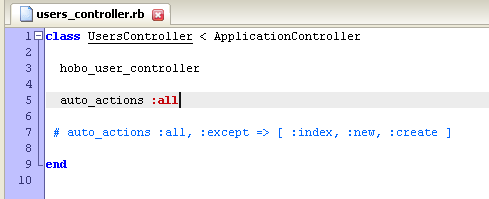 users_controller.rb
1 class UsersController < ApplicationController
2
3 hobo_user_controller
4
5 auto_actions :all
6
7 # auto_actions :all, :except => [ :index, :new, :create ]
8
9 end
10